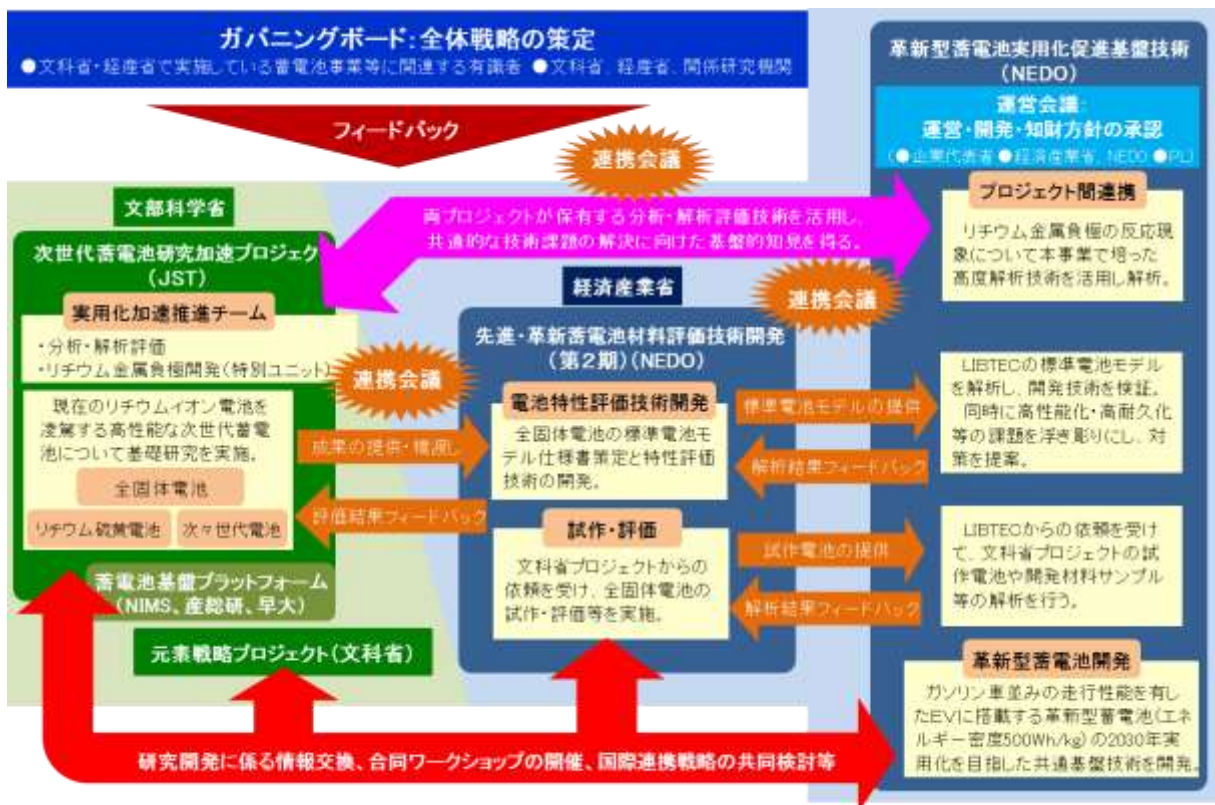 ガバニングボード:全体戦略の策定
●文科省・経産省で実施している蓄電池事業等に関連する有識者 ●文科省、経産省、関係研究機関
フィードバック
連携会議
文部科学省
次世代蓄電池研究加速プロジェク
(JST)
実用化加速推進チーム
・分析・解析評価
・リチウム金属負極開発(特別ユニット)
現在のリチウムイオン電池を
凌駕する高性能な次世代蓄電
池について基礎研究を実施。
全固体電池
リチウム硫黄電池
次々世代電池
蓄電池基盤プラットフォーム
(NIMS、産総研、早大)
元素戦略プロジェクト(文科省)
両プロジェクトが保有する分析・解析評価技術を活用し、
共通的な技術課題の解決に向けた基盤的知見を得る。
連携会議
成果の提供・橋渡し
評価結果フィードバック
経済産業省
連携会議
先進・革新蓄電池材料評価技術開発
(第2期)(NEDO)
電池特性評価技術開発
全固体電池の標準電池モ
デル仕様書策定と特性評価
技術の開発。
試作・評価
文科省プロジェクトからの
依頼を受け、全固体電池の
試作・評価等を実施。
標準電池モデルの提供
解析結果フィードバック
試作電池の提供
解析結果フィードバック
革新型蓄電池実用化促進基盤技術
(NEDO)
運営会議:
運営・開発・知財方針の承認
(●企業代表者 ●経済産業省、NEDO ●PL)
プロジェクト間連携
リチウム金属負極の反応現
象について本事業で培った
高度解析技術を活用し解析。
LIBTECの標準電池モデル
を解析し、開発技術を検証。
同時に高性能化・高耐久化
等の課題を浮き彫りにし、対
策を提案。
LIBTECからの依頼を受け
て、文科省プロジェクトの試
作電池や開発材料サンプル
等の解析を行う。
革新型蓄電池開発
ガソリン車並みの走行性能を有し
たEVに搭載する革新型蓄電池(エネ
ルギー密度500Wh/kg)の2030年実
用化を目指した共通基盤技術を開発。
研究開発に係る情報交換、合同ワークショップの開催、国際連携戦略の共同検討等